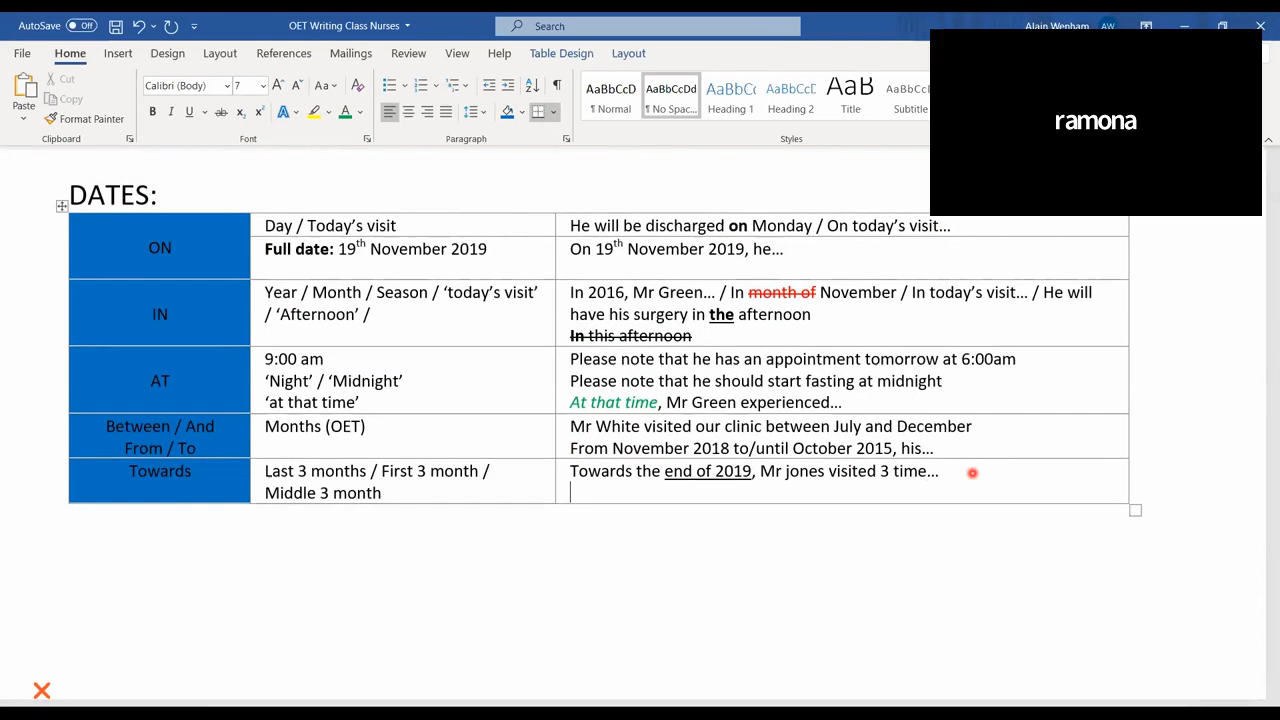 AutoSave Off OET Writing Class Nurses Search Alain Wenham AW
File Home Insert Design Layout References Mailings Review View Help Table Design Layout
Paste Cut Copy Format Painter
Calibri (Body) 7
AaBbCcD AaBbCcDd AaBbCc AaBbCcD AaB AaBbCcD
¶ Normal ¶ No Spac... Heading 1 Heading 2 Title Subtitle
Clipboard Font Paragraph Styles
ramona
DATES:
ON
Day / Today's visit
He will be discharged on Monday / On today's visit...
Full date: 19th November 2019
On 19th November 2019, he...
IN
Year / Month / Season / 'today's visit'
/ 'Afternoon' /
In 2016, Mr Green... / In month of November / In today's visit... / He will
have his surgery in the afternoon
In this afternoon
AT
9:00 am
'Night' / 'Midnight'
'at that time'
Please note that he has an appointment tomorrow at 6:00am
Please note that he should start fasting at midnight
At that time, Mr Green experienced...
Between / And
From / To
Months (OET)
Mr White visited our clinic between July and December
From November 2018 to/until October 2015, his...
Towards
Last 3 months / First 3 month /
Middle 3 month
Towards the end of 2019, Mr jones visited 3 time...